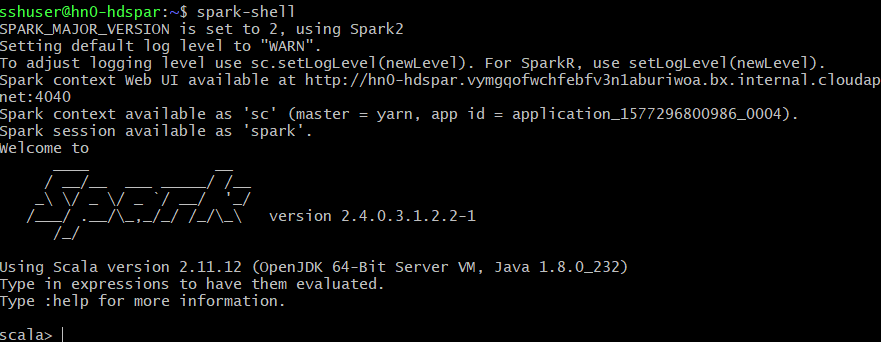 sshuser@hn0-hdspar:~$ spark-shell
SPARK_MAJOR_VERSION is set to 2, using Spark2
Setting default log level to "WARN".
To adjust logging level use sc.setLogLevel(newLevel). For SparkR, use setLogLevel(newLevel).
Spark context Web UI available at http://hn0-hdspar.vymgqofwchfebfv3n1aburiwoa.bx.internal.cloudap
net:4040
Spark context available as 'sc' (master = yarn, app id = application_1577296800986_0004).
Spark session available as 'spark'.
Welcome to
      ____              __
     / __/__  ___ _____/ /__
    _\ \/ _ \/ _ `/ __/  '_/
   /___/ .__/\_,_/_/ /_/\_\   version 2.4.0.3.1.2.2-1
      /_/
Using Scala version 2.11.12 (OpenJDK 64-Bit Server VM, Java 1.8.0_232)
Type in expressions to have them evaluated.
Type :help for more information.
scala>